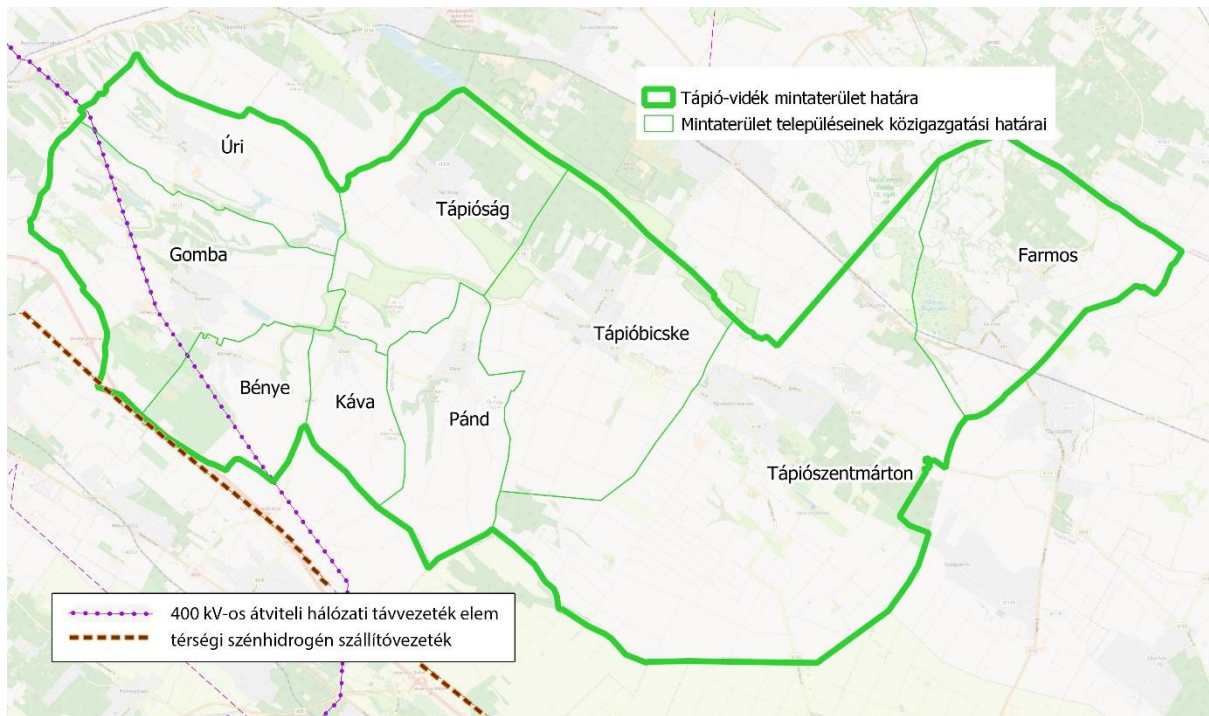 Tápió-vidék mintaterület határa
Mintaterület településeinek közigazgatási határai
Úri
Tápióság
Gomba
Farmos
Tápióbicske
Bénye
Káva
Pánd
Tápiószentmárton
400 kV-os átviteli hálózati távvezeték elem
térségi szénhidrogén szállítóvezeték